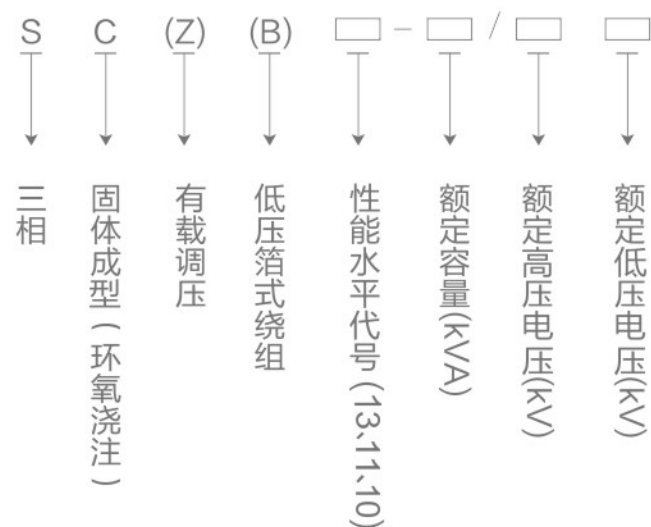 S C (Z) (B) - /
三相
固体成型(环氧浇注)
有载调压
低压箔式绕组
性能水平代号(13、11、10)
额定容量(kVA)
额定高压电压(kV)
额定低压电压(kV)